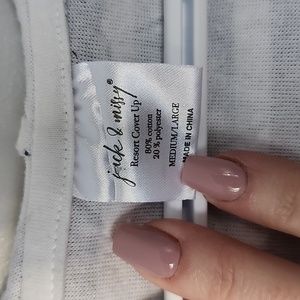 jack & missy®
Resort Cover Up
80% cotton
20% polyester
MEDIUM/LARGE
MADE IN CHINA